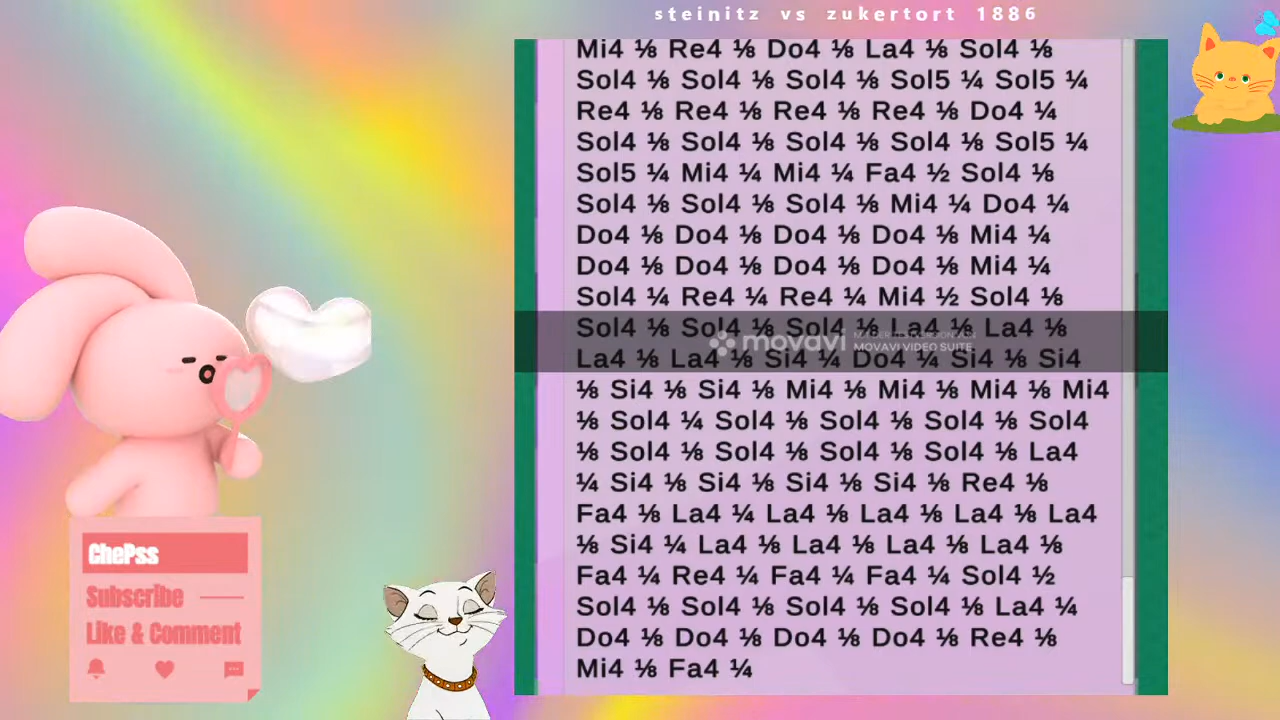 steinitz vs zukertort 1886
Mi4 ⅛ Re4 ⅛ Do4 ⅛ La4 ⅛ Sol4 ⅛
Sol4 ⅛ Sol4 ⅛ Sol4 ⅛ Sol5 ¼ Sol5 ¼
Re4 ⅛ Re4 ⅛ Re4 ⅛ Re4 ⅛ Do4 ¼
Sol4 ⅛ Sol4 ⅛ Sol4 ⅛ Sol4 ⅛ Sol5 ¼
Sol5 ¼ Mi4 ¼ Mi4 ¼ Fa4 ½ Sol4 ⅛
Sol4 ⅛ Sol4 ⅛ Sol4 ⅛ Mi4 ¼ Do4 ¼
Do4 ⅛ Do4 ⅛ Do4 ⅛ Do4 ⅛ Mi4 ¼
Do4 ⅛ Do4 ⅛ Do4 ⅛ Do4 ⅛ Mi4 ¼
Sol4 ¼ Re4 ¼ Re4 ¼ Mi4 ½ Sol4 ⅛
Sol4 ⅛ Sol4 ⅛ Sol4 ⅛ La4 ⅛ La4 ⅛
La4 ⅛ La4 ⅛ Si4 ¼ Do4 ¼ Si4 ⅛ Si4
⅛ Si4 ⅛ Si4 ⅛ Mi4 ⅛ Mi4 ⅛ Mi4 ⅛ Mi4
⅛ Sol4 ¼ Sol4 ⅛ Sol4 ⅛ Sol4 ⅛ Sol4
⅛ Sol4 ⅛ Sol4 ⅛ Sol4 ⅛ Sol4 ⅛ La4
¼ Si4 ⅛ Si4 ⅛ Si4 ⅛ Si4 ⅛ Re4 ⅛
Fa4 ⅛ La4 ¼ La4 ⅛ La4 ⅛ La4 ⅛ La4
⅛ Si4 ¼ La4 ⅛ La4 ⅛ La4 ⅛ La4 ⅛
Fa4 ¼ Re4 ¼ Fa4 ¼ Fa4 ¼ Sol4 ½
Sol4 ⅛ Sol4 ⅛ Sol4 ⅛ Sol4 ⅛ La4 ¼
Do4 ⅛ Do4 ⅛ Do4 ⅛ Do4 ⅛ Re4 ⅛
Mi4 ⅛ Fa4 ¼
movavi
MOVAVI VIDEO SUITE
ChePss
Subscribe
Like & Comment